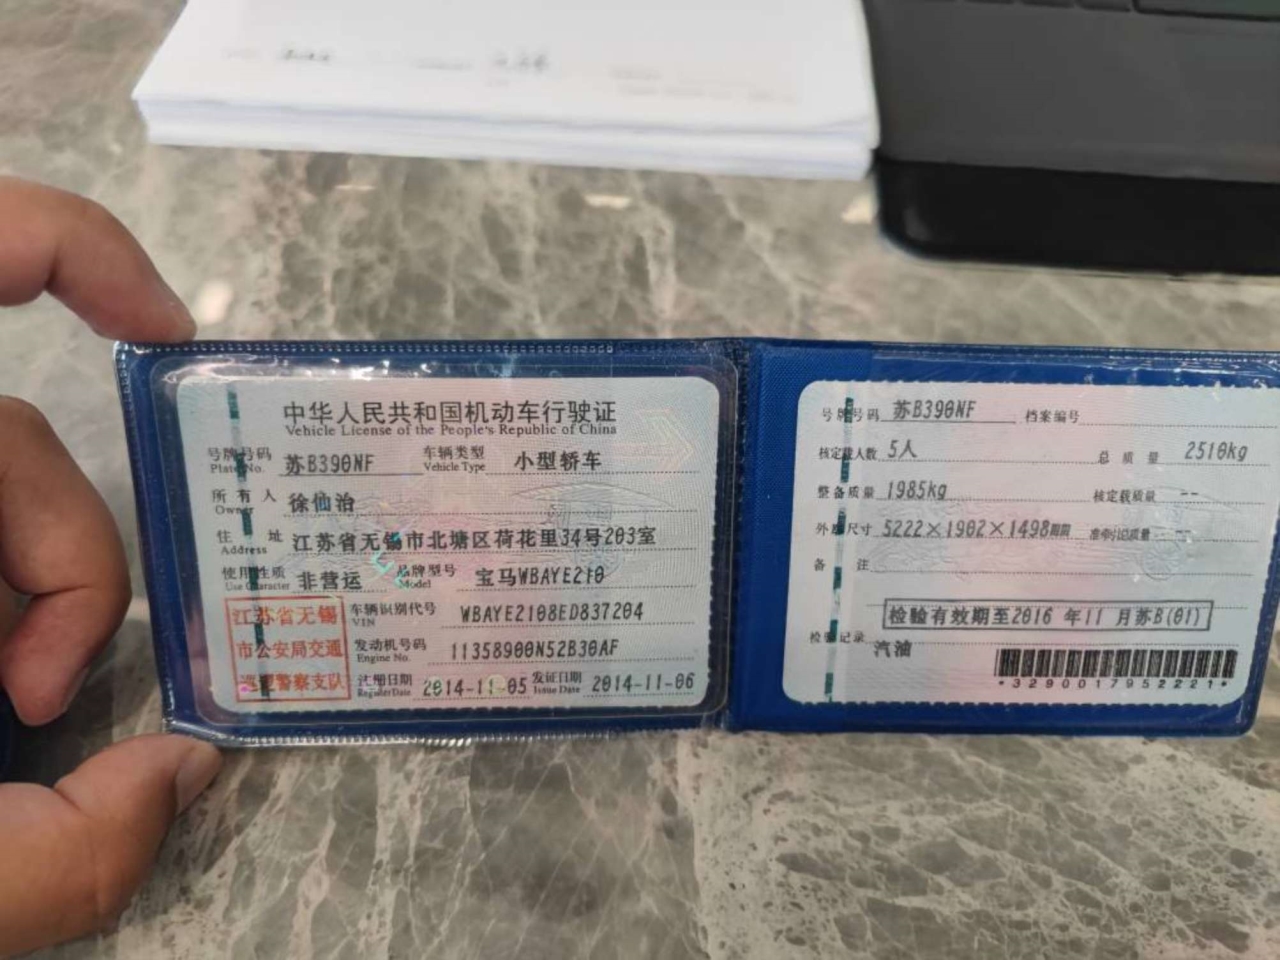 中华人民共和国机动车行驶证
Vehicle License of the People's Republic of China
号牌号码 苏B390NF 车辆类型 小型轿车
Plate No. Vehicle Type
所有人 徐仙治
Owner
住址 江苏省无锡市北塘区荷花里34号203室
Address
使用性质 非营运 品牌型号 宝马WBAYE210
Use Character Model
车辆识别代号 WBAYE2108ED837204
VIN
发动机号码 11358900N52B30AF
Engine No.
注册日期 2014-11-05 发证日期 2014-11-06
Register Date Issue Date
江苏省无锡
市公安局交通
巡逻警察支队
号牌号码 苏B390NF 档案编号
核定载人数 5人 总质量 2510kg
整备质量 1985kg 核定载质量 --
外廓尺寸 5222×1902×1498 准牵引总质量 --
备注
检验有效期至2016 年11 月苏B(01)
检验记录
汽油
*3290017952221*